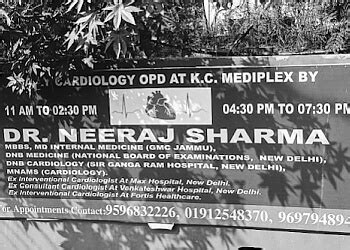 CARDIOLOGY OPD AT K.C. MEDIPLEX BY
11 AM TO 02:30 PM 04:30 PM TO 07:30 PM
DR. NEERAJ SHARMA
MBBS, MD INTERNAL MEDICINE (GMC JAMMU),
DNB MEDICINE (NATIONAL BOARD OF EXAMINATIONS, NEW DELHI),
DNB CARDIOLOGY (SIR GANGA RAM HOSPITAL, NEW DELHI),
MNAMS (CARDIOLOGY).
Ex Interventional Cardiologist At Max Hospital, New Delhi.
Ex Consultant Cardiologist At Venkateshwar Hospital, New Delhi.
Ex Interventional Cardiologist At Fortis Healthcare.
For Appointments Contact: 9596832226, 01912548370, 96979489